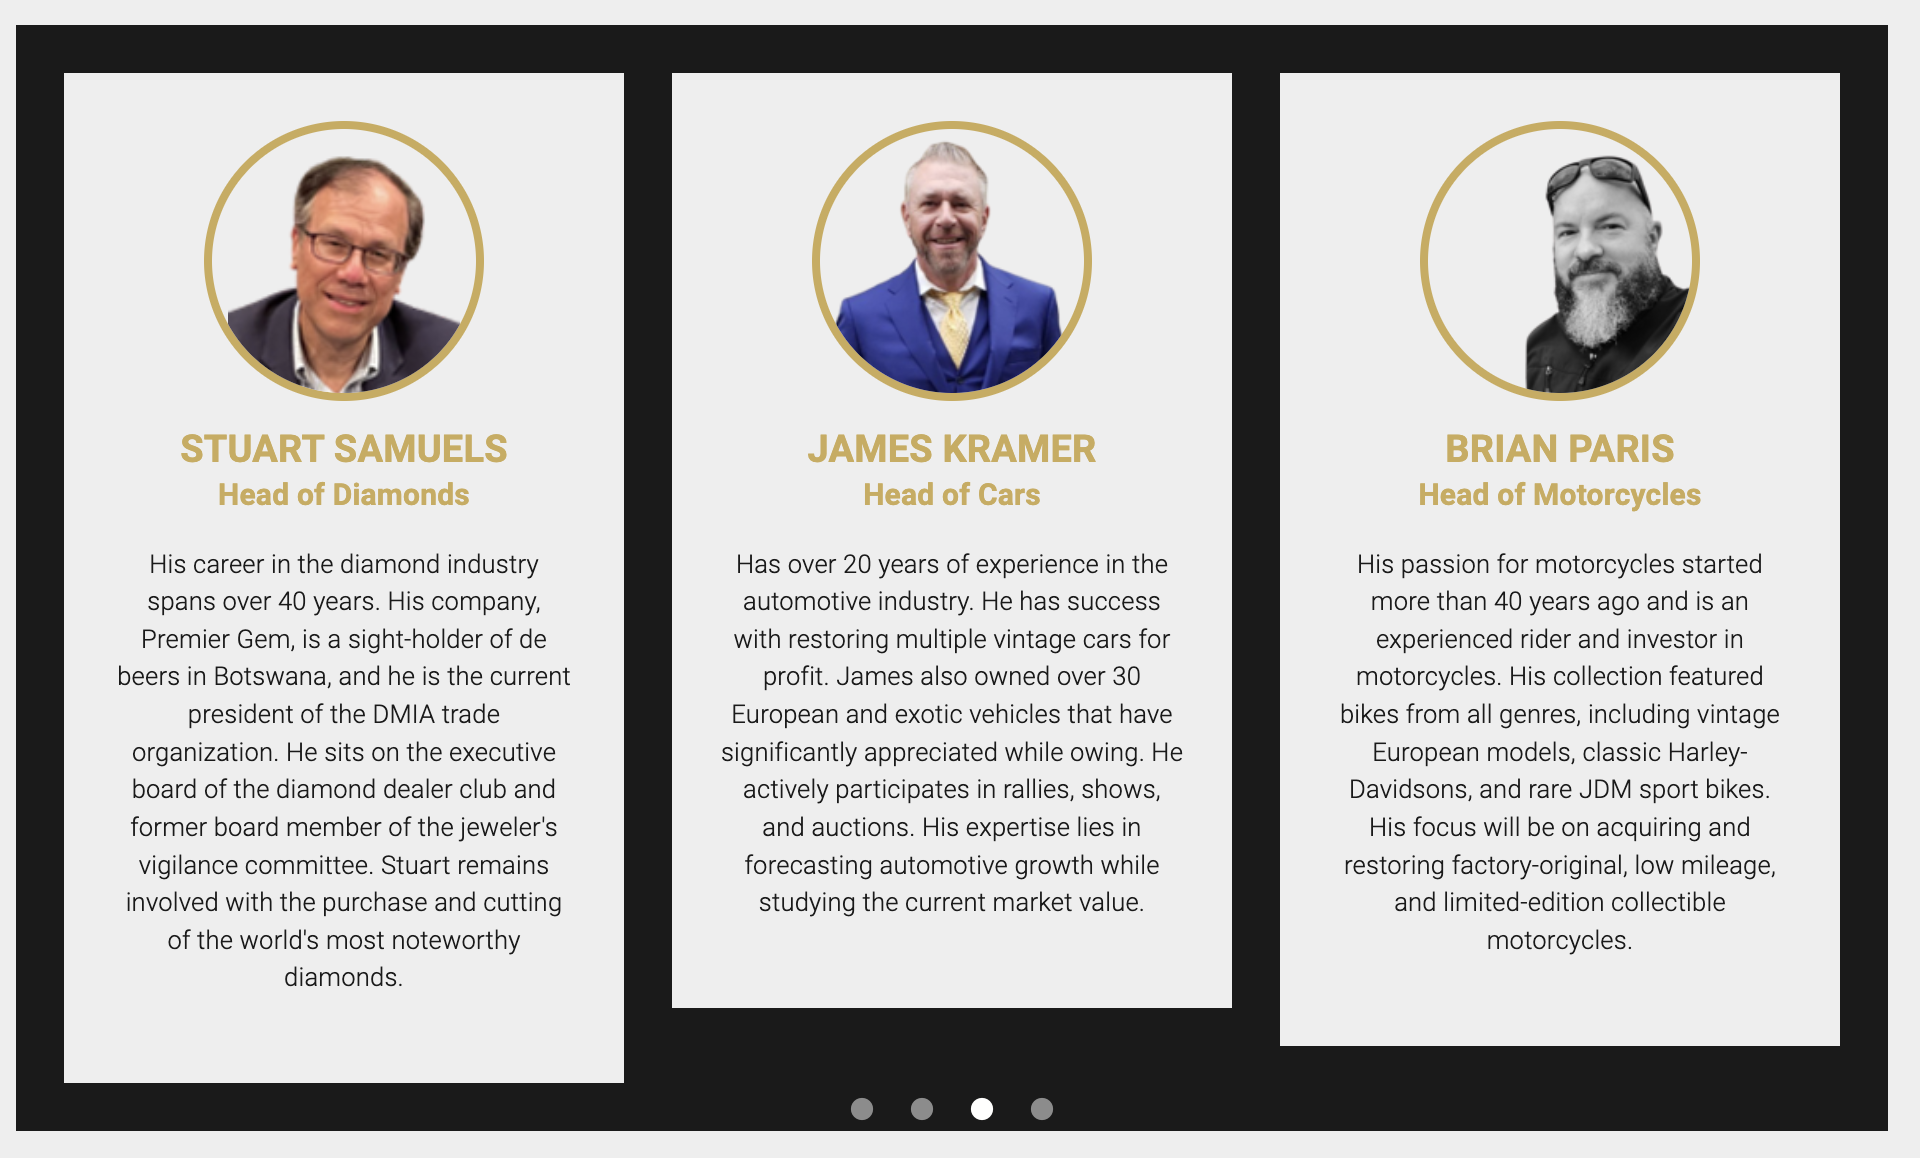 STUART SAMUELS
Head of Diamonds
His career in the diamond industry
spans over 40 years. His company,
Premier Gem, is a sight-holder of de
beers in Botswana, and he is the current
president of the DMIA trade
organization. He sits on the executive
board of the diamond dealer club and
former board member of the jeweler's
vigilance committee. Stuart remains
involved with the purchase and cutting
of the world's most noteworthy
diamonds.
JAMES KRAMER
Head of Cars
Has over 20 years of experience in the
automotive industry. He has success
with restoring multiple vintage cars for
profit. James also owned over 30
European and exotic vehicles that have
significantly appreciated while owing. He
actively participates in rallies, shows,
and auctions. His expertise lies in
forecasting automotive growth while
studying the current market value.
BRIAN PARIS
Head of Motorcycles
His passion for motorcycles started
more than 40 years ago and is an
experienced rider and investor in
motorcycles. His collection featured
bikes from all genres, including vintage
European models, classic Harley-
Davidsons, and rare JDM sport bikes.
His focus will be on acquiring and
restoring factory-original, low mileage,
and limited-edition collectible
motorcycles.